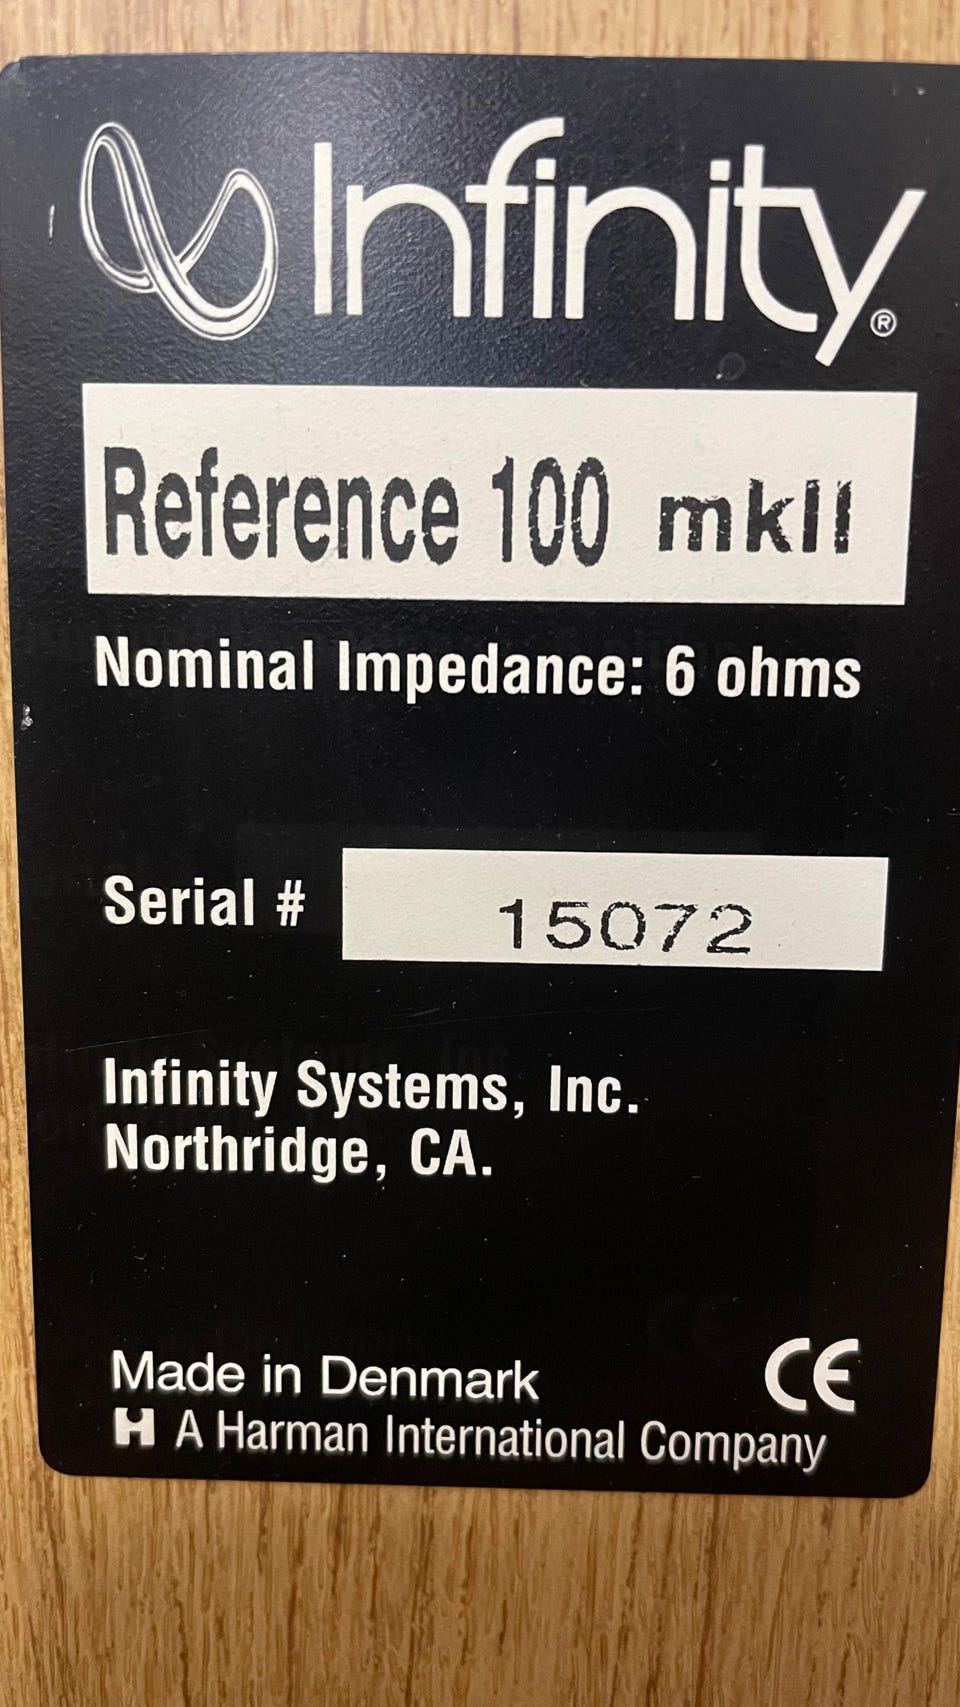 Infinity®
Reference 100 mkII
Nominal Impedance: 6 ohms
Serial # 15072
Infinity Systems, Inc.
Northridge, CA.
Made in Denmark CE
H A Harman International Company